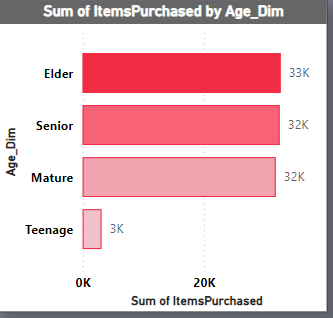 Sum of ItemsPurchased by Age_Dim
Age_Dim
Elder 33K
Senior 32K
Mature 32K
Teenage 3K
0K 20K
Sum of ItemsPurchased